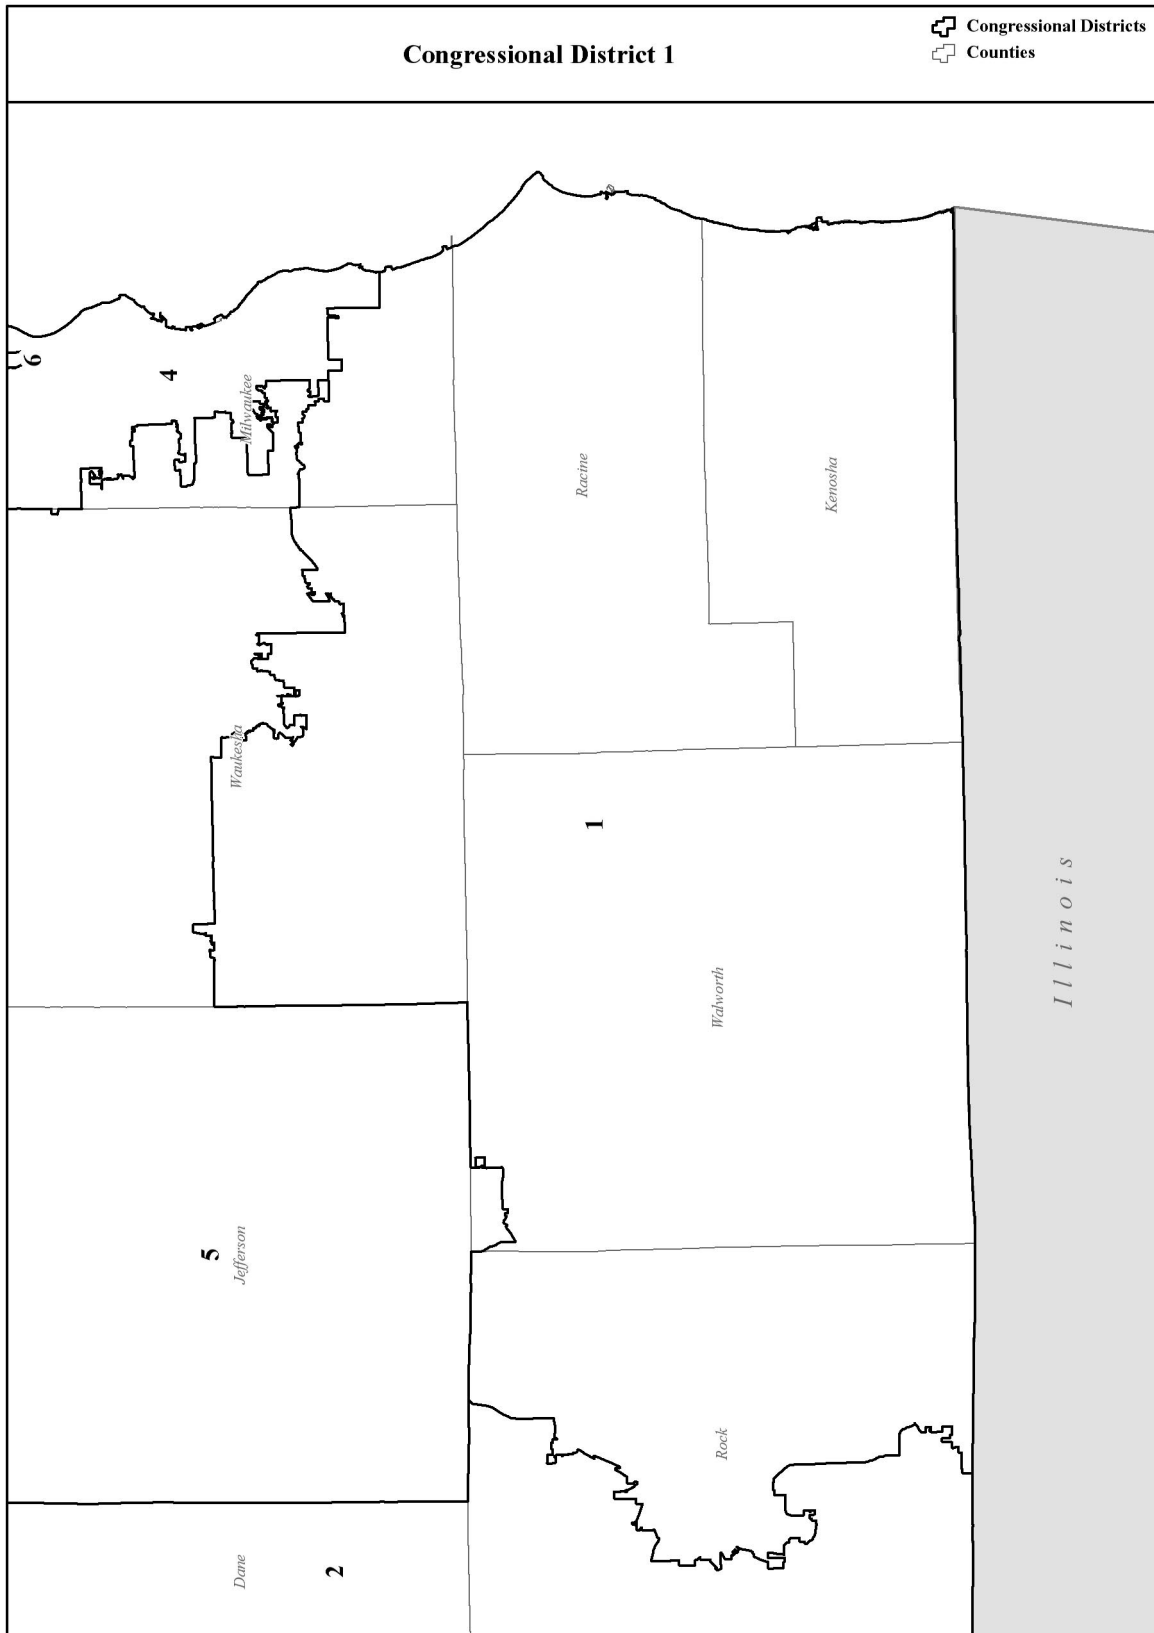 Congressional District 1
Congressional Districts
Counties
6
4
Milwaukee
Racine
Kenosha
Waukesha
1
Walworth
Illinois
5
Jefferson
Rock
Dane
2